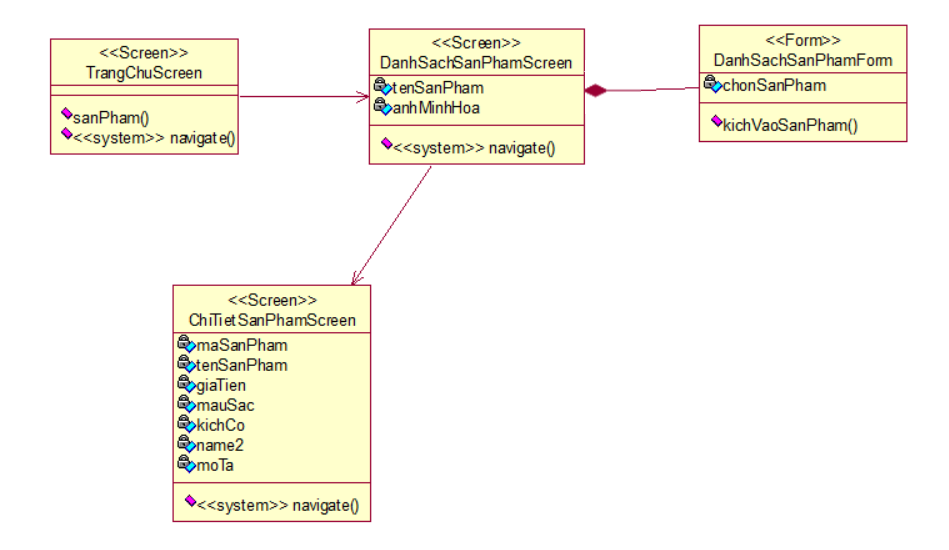 <<Screen>>
TrangChuScreen
sanPham()
<<system>> navigate()
<<Screen>>
DanhSachSanPhamScreen
tenSanPham
anhMinhHoa
<<system>> navigate()
<<Form>>
DanhSachSanPhamForm
chonSanPham
kichVaoSanPham()
<<Screen>>
ChiTietSanPhamScreen
maSanPham
tenSanPham
giaTien
mauSac
kichCo
name2
moTa
<<system>> navigate()